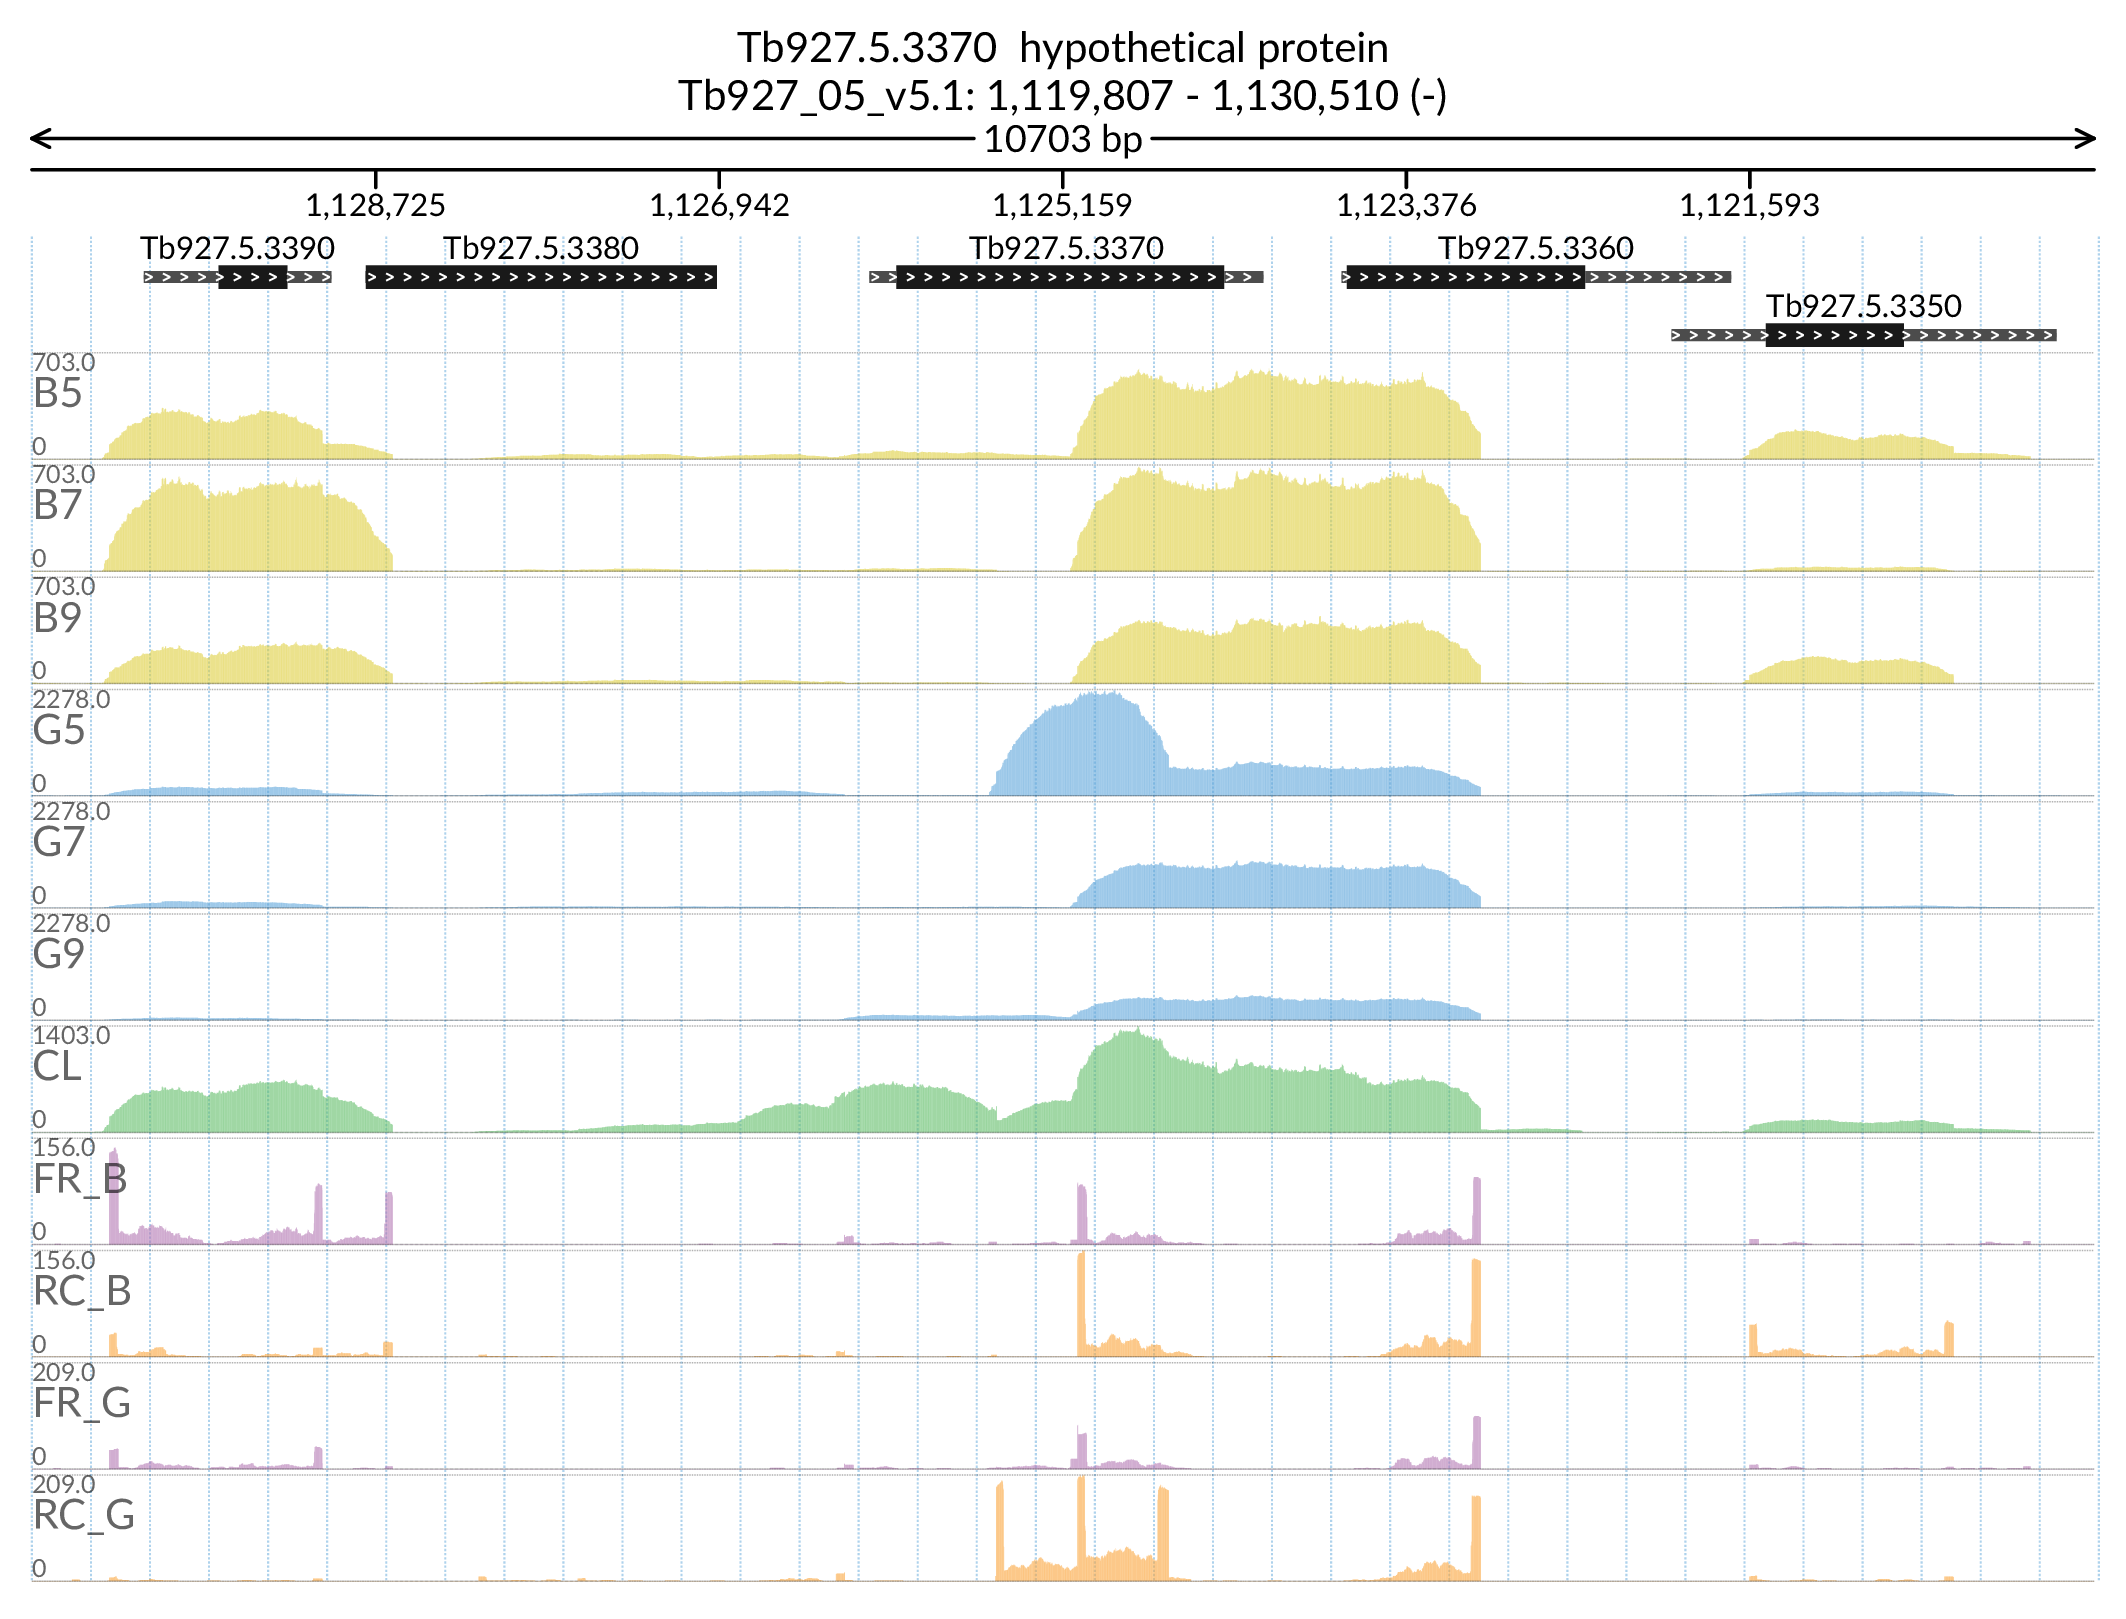 Tb927.5.3370  hypothetical protein
Tb927_05_v5.1: 1,119,807 - 1,130,510 (-)
10703 bp
1,128,725 1,126,942 1,125,159 1,123,376 1,121,593
Tb927.5.3390 Tb927.5.3380 Tb927.5.3370 Tb927.5.3360
Tb927.5.3350
703.0
B5
0
703.0
B7
0
703.0
B9
0
2278.0
G5
0
2278.0
G7
0
2278.0
G9
0
1403.0
CL
0
156.0
FR_B
0
156.0
RC_B
0
209.0
FR_G
0
209.0
RC_G
0